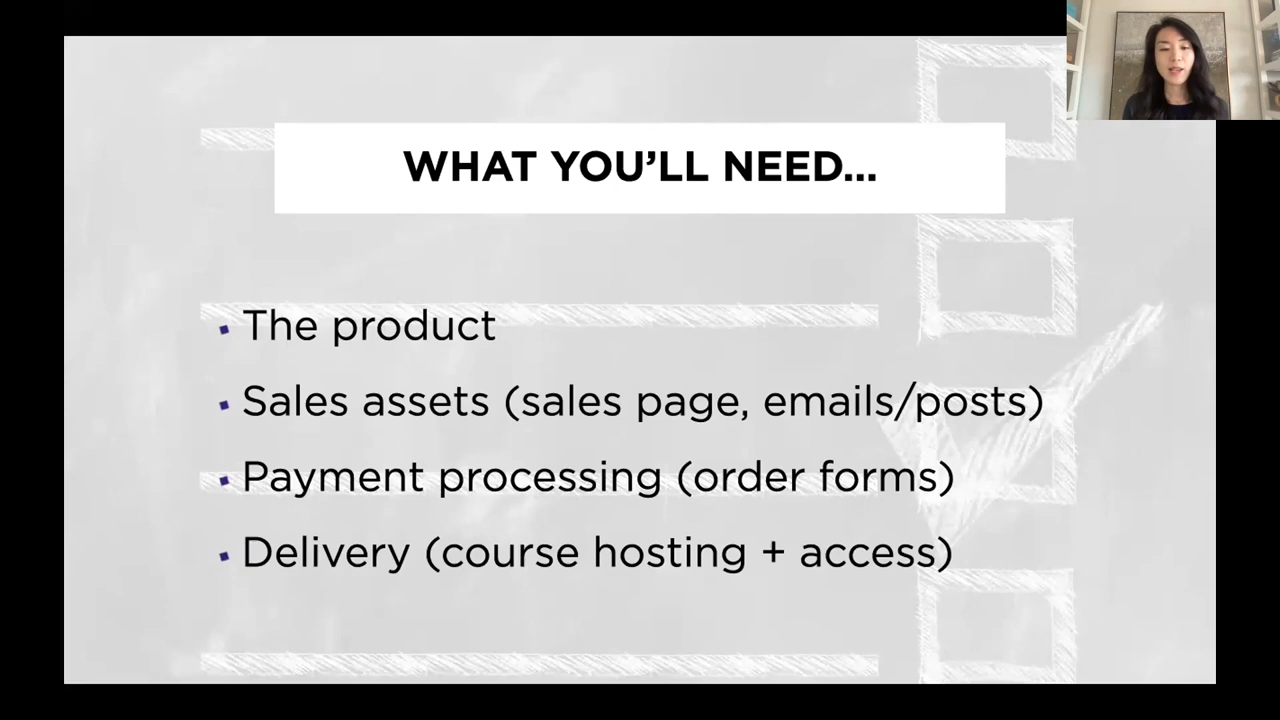 WHAT YOU’LL NEED...
The product
Sales assets (sales page, emails/posts)
Payment processing (order forms)
Delivery (course hosting + access)